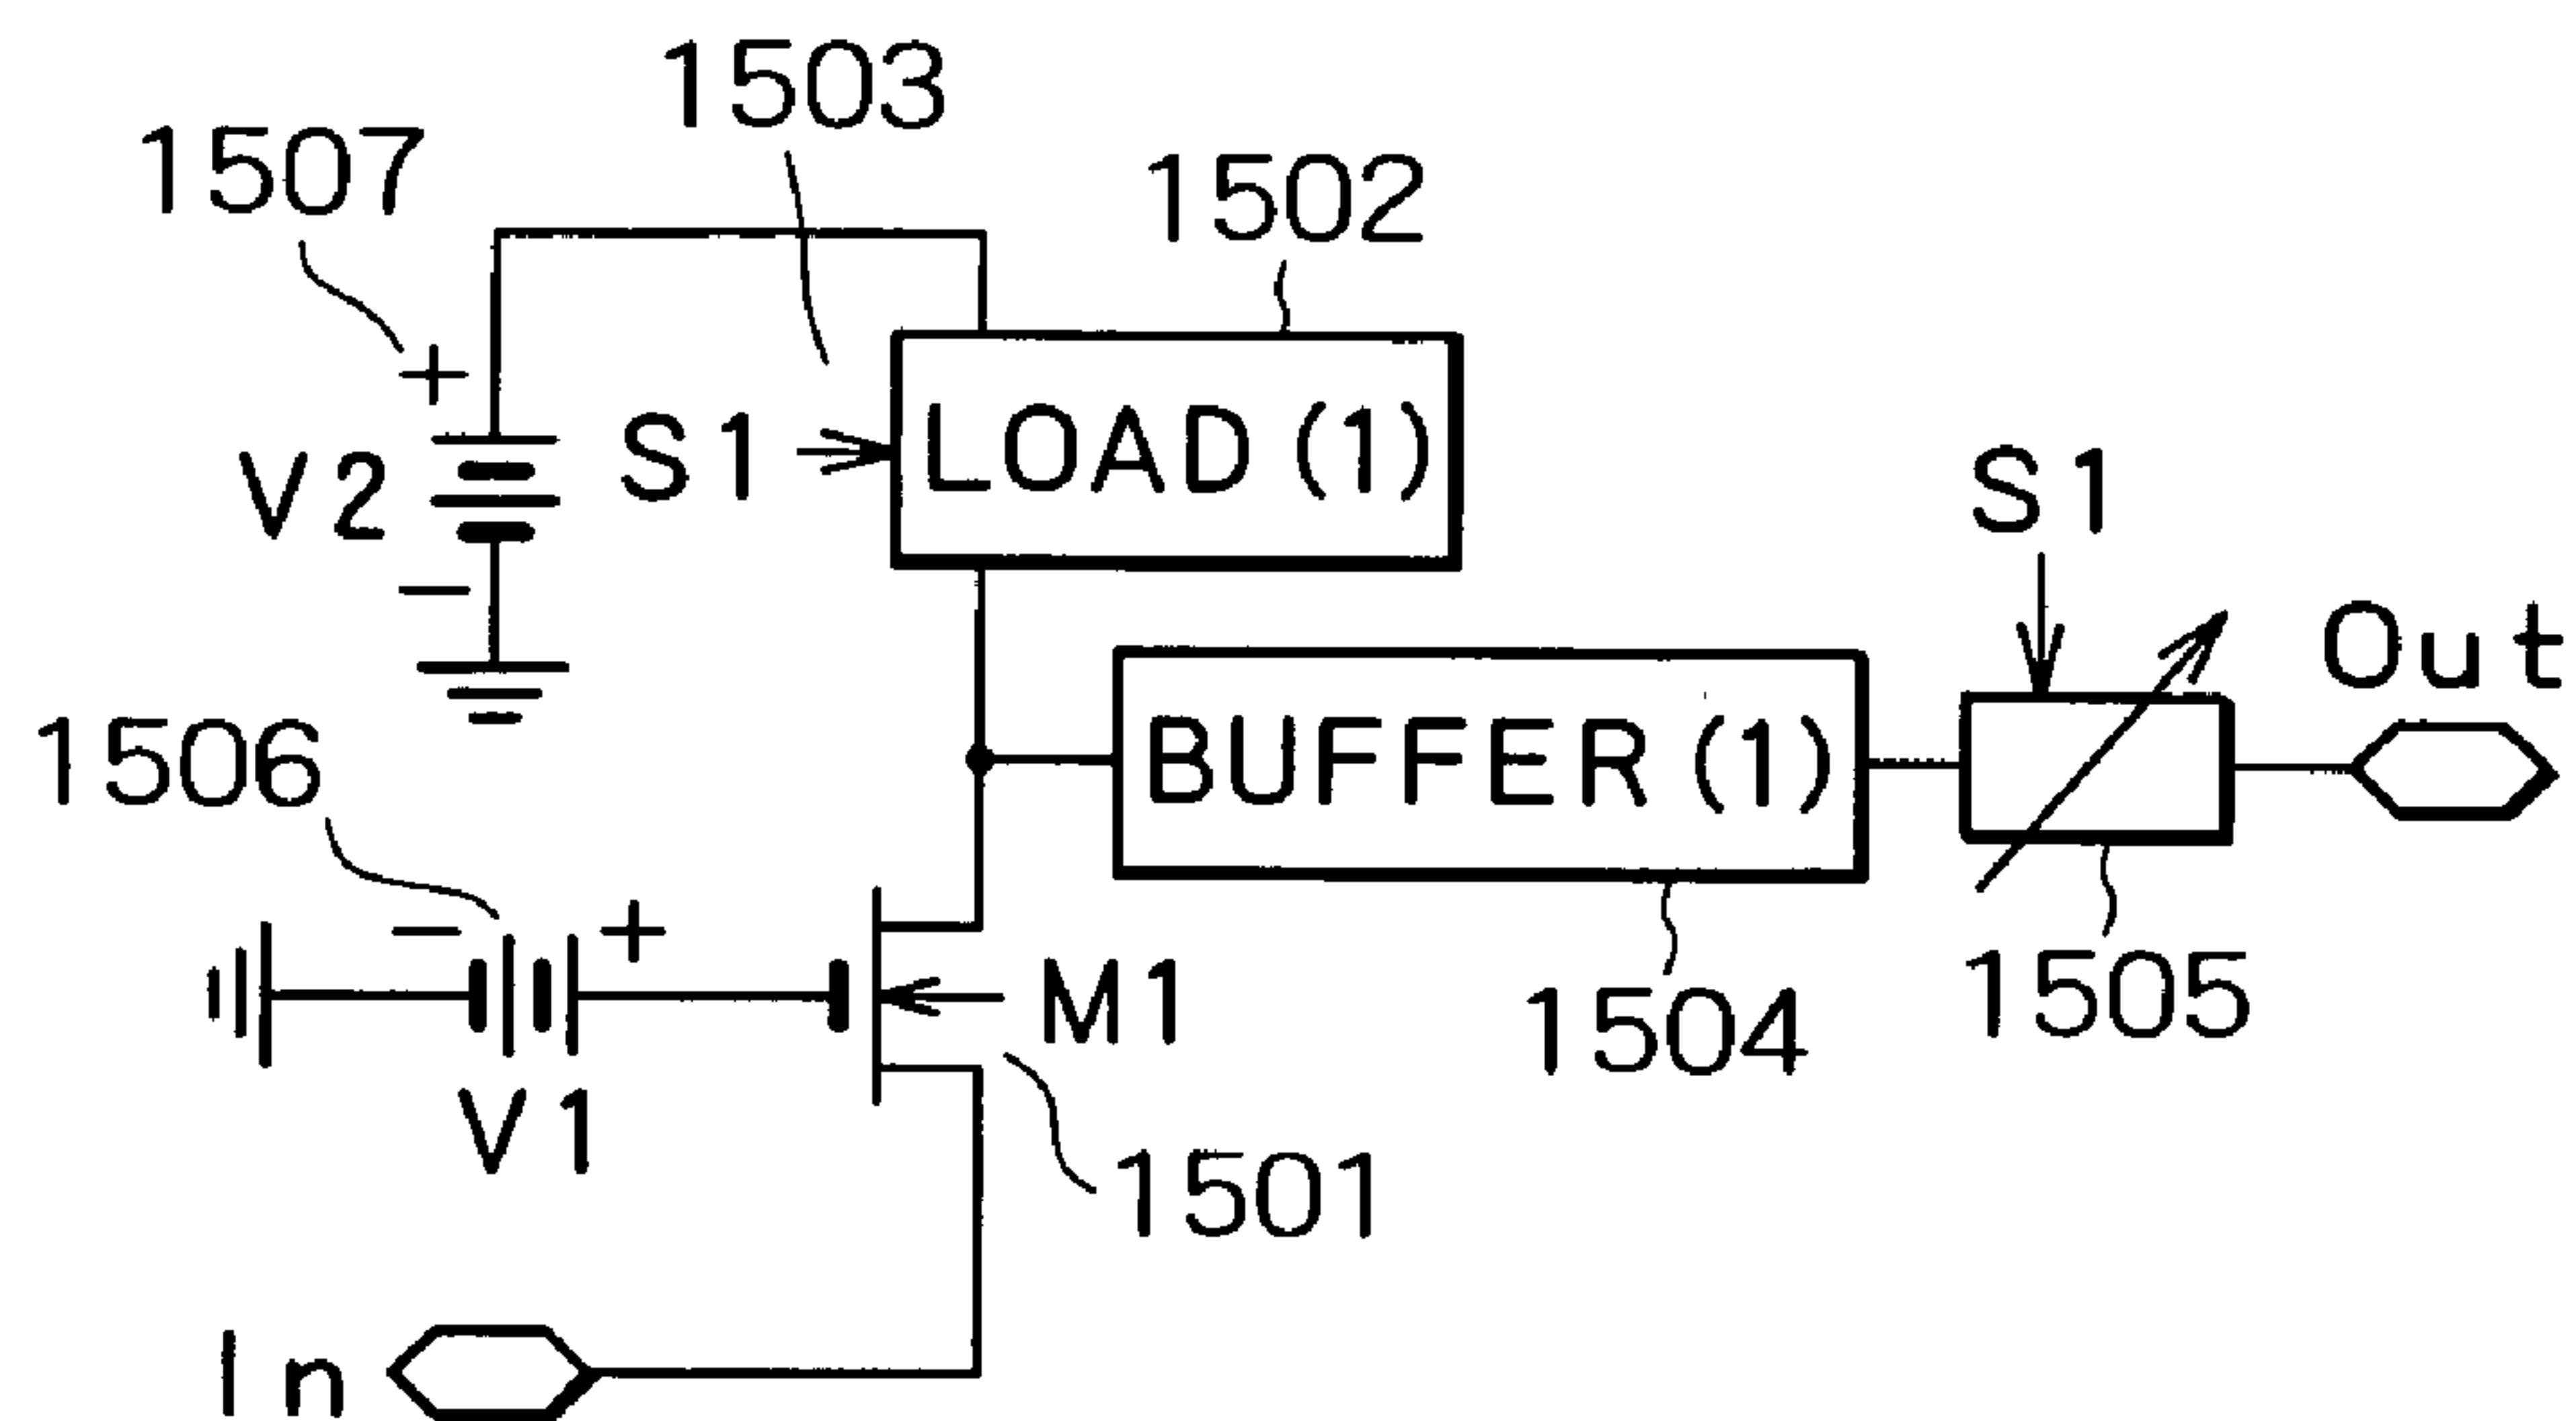 1503
1507
1502
+
V2
S1
LOAD (1)
S1
−
Out
1506
BUFFER (1)
− +
M1
1505
1504
V1
1501
In